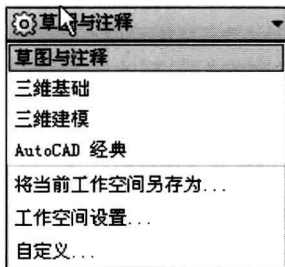 草图与注释
草图与注释
三维基础
三维建模
AutoCAD 经典
将当前工作空间另存为...
工作空间设置...
自定义...